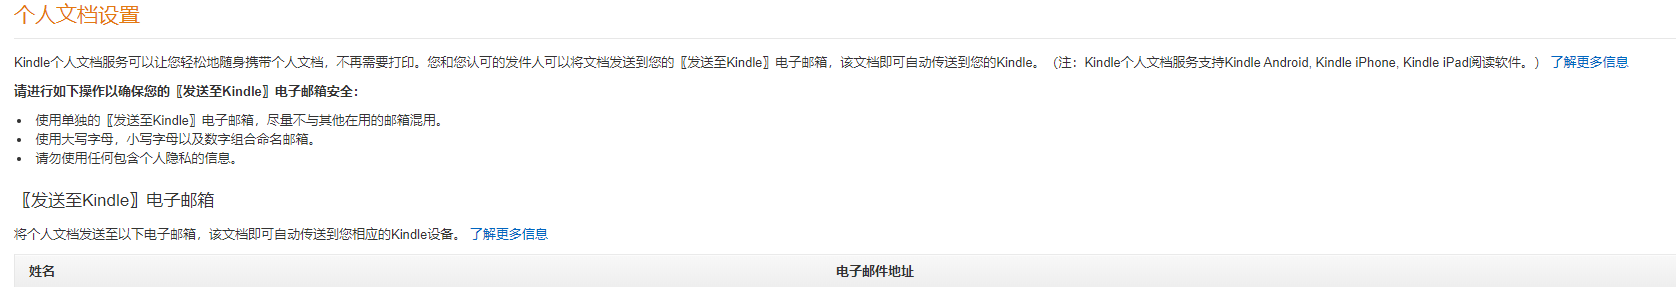 个人文档设置
Kindle个人文档服务可以让您轻松地随身携带个人文档，不再需要打印。您和您认可的发件人可以将文档发送到您的〖发送至Kindle〗电子邮箱，该文档即可自动传送到您的Kindle。（注：Kindle个人文档服务支持Kindle Android, Kindle iPhone, Kindle iPad阅读软件。） 了解更多信息
请进行如下操作以确保您的〖发送至Kindle〗电子邮箱安全：
• 使用单独的〖发送至Kindle〗电子邮箱，尽量不与其他在用的邮箱混用。
• 使用大写字母，小写字母以及数字组合命名邮箱。
• 请勿使用任何包含个人隐私的信息。
〖发送至Kindle〗电子邮箱
将个人文档发送至以下电子邮箱，该文档即可自动传送到您相应的Kindle设备。 了解更多信息
姓名 电子邮件地址